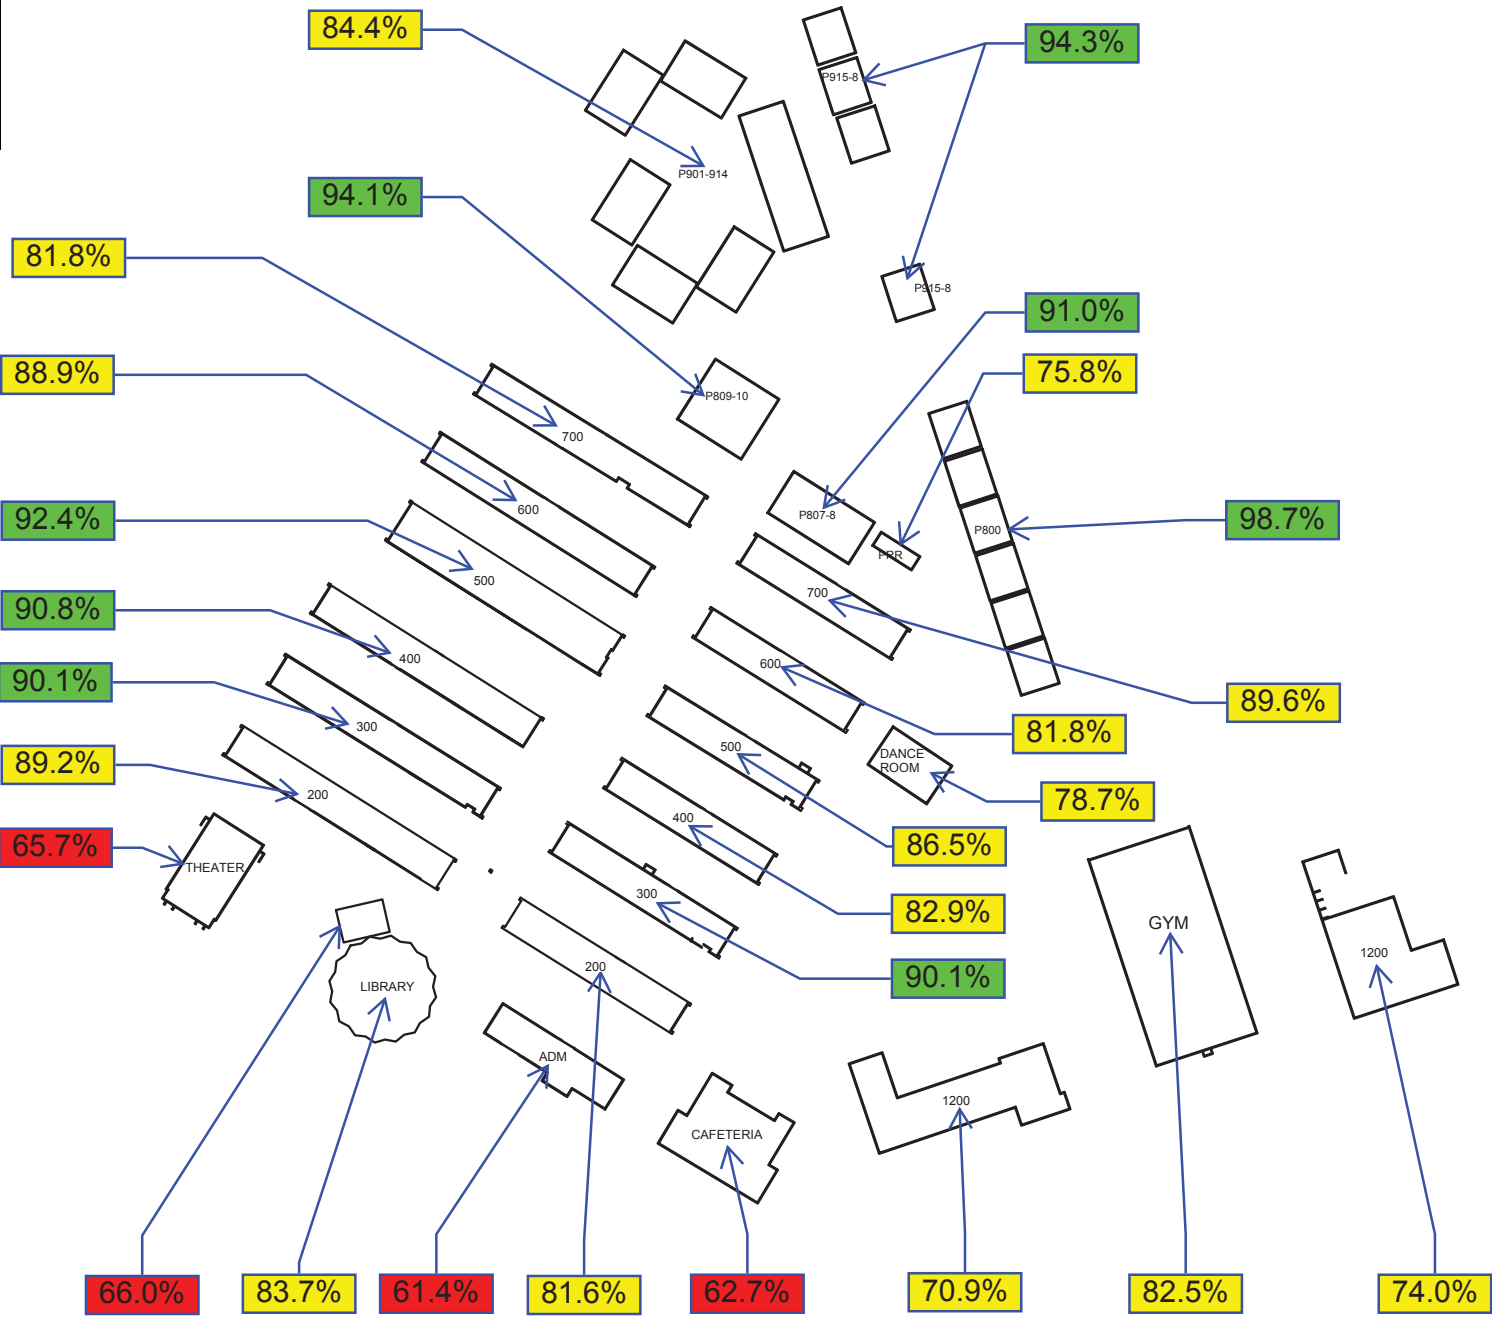 84.4%
94.3%
P915-8
P901-914
94.1%
81.8%
P915-8
91.0%
88.9%
75.8%
P809-10
700
600
92.4%
P807-8
98.7%
P800
PRR
500
700
90.8%
400
600
90.1%
89.6%
300
500
81.8%
DANCE
ROOM
89.2%
200
78.7%
400
65.7%
THEATER
86.5%
300
82.9%
GYM
1200
200
90.1%
LIBRARY
ADM
1200
CAFETERIA
66.0%
83.7%
61.4%
81.6%
62.7%
70.9%
82.5%
74.0%